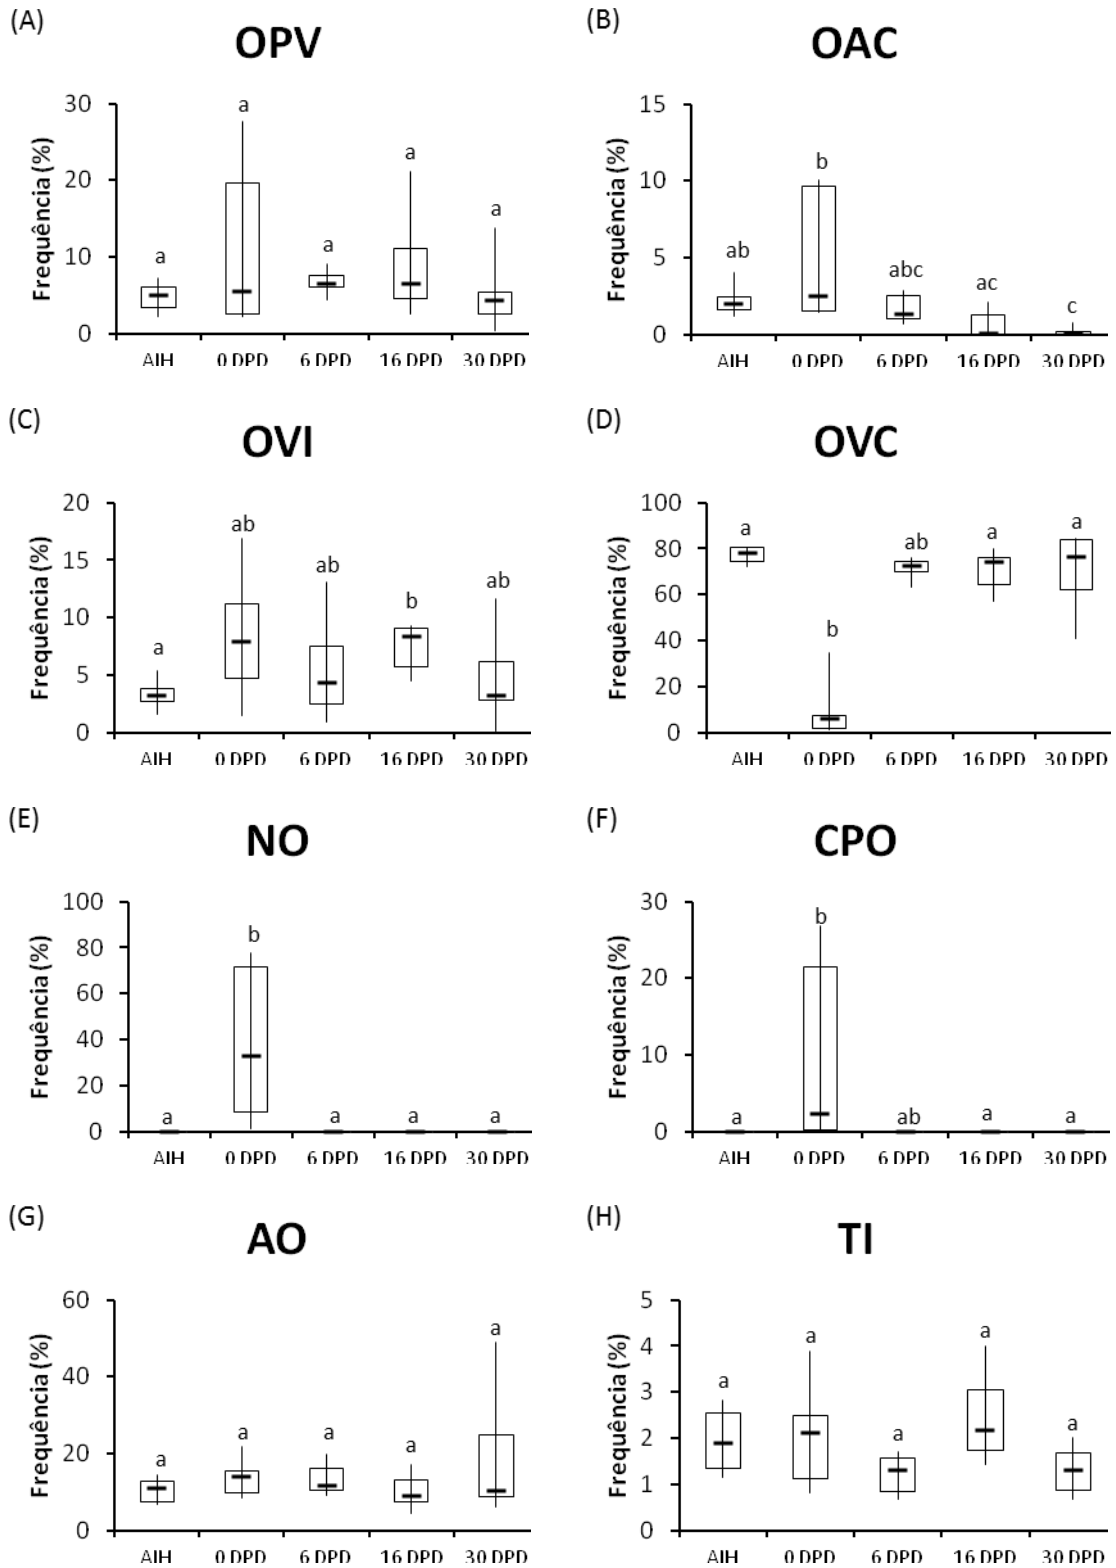 (A)
OPV
Frequência (%)
30
20
10
0
a
a
a
a
a
AIH 0 DPD 6 DPD 16 DPD 30 DPD
(B)
OAC
Frequência (%)
15
10
5
0
ab
b
abc
ac
c
AIH 0 DPD 6 DPD 16 DPD 30 DPD
(C)
OVI
Frequência (%)
20
15
10
5
0
a
ab
ab
b
ab
AIH 0 DPD 6 DPD 16 DPD 30 DPD
(D)
OVC
Frequência (%)
100
80
60
40
20
0
a
b
ab
a
a
AIH 0 DPD 6 DPD 16 DPD 30 DPD
(E)
NO
Frequência (%)
100
80
60
40
20
0
a
b
a
a
a
AIH 0 DPD 6 DPD 16 DPD 30 DPD
(F)
CPO
Frequência (%)
30
20
10
0
a
b
ab
a
a
AIH 0 DPD 6 DPD 16 DPD 30 DPD
(G)
AO
Frequência (%)
60
40
20
0
a
a
a
a
a
AIH 0 DPD 6 DPD 16 DPD 30 DPD
(H)
TI
Frequência (%)
5
4
3
2
1
0
a
a
a
a
a
AIH 0 DPD 6 DPD 16 DPD 30 DPD